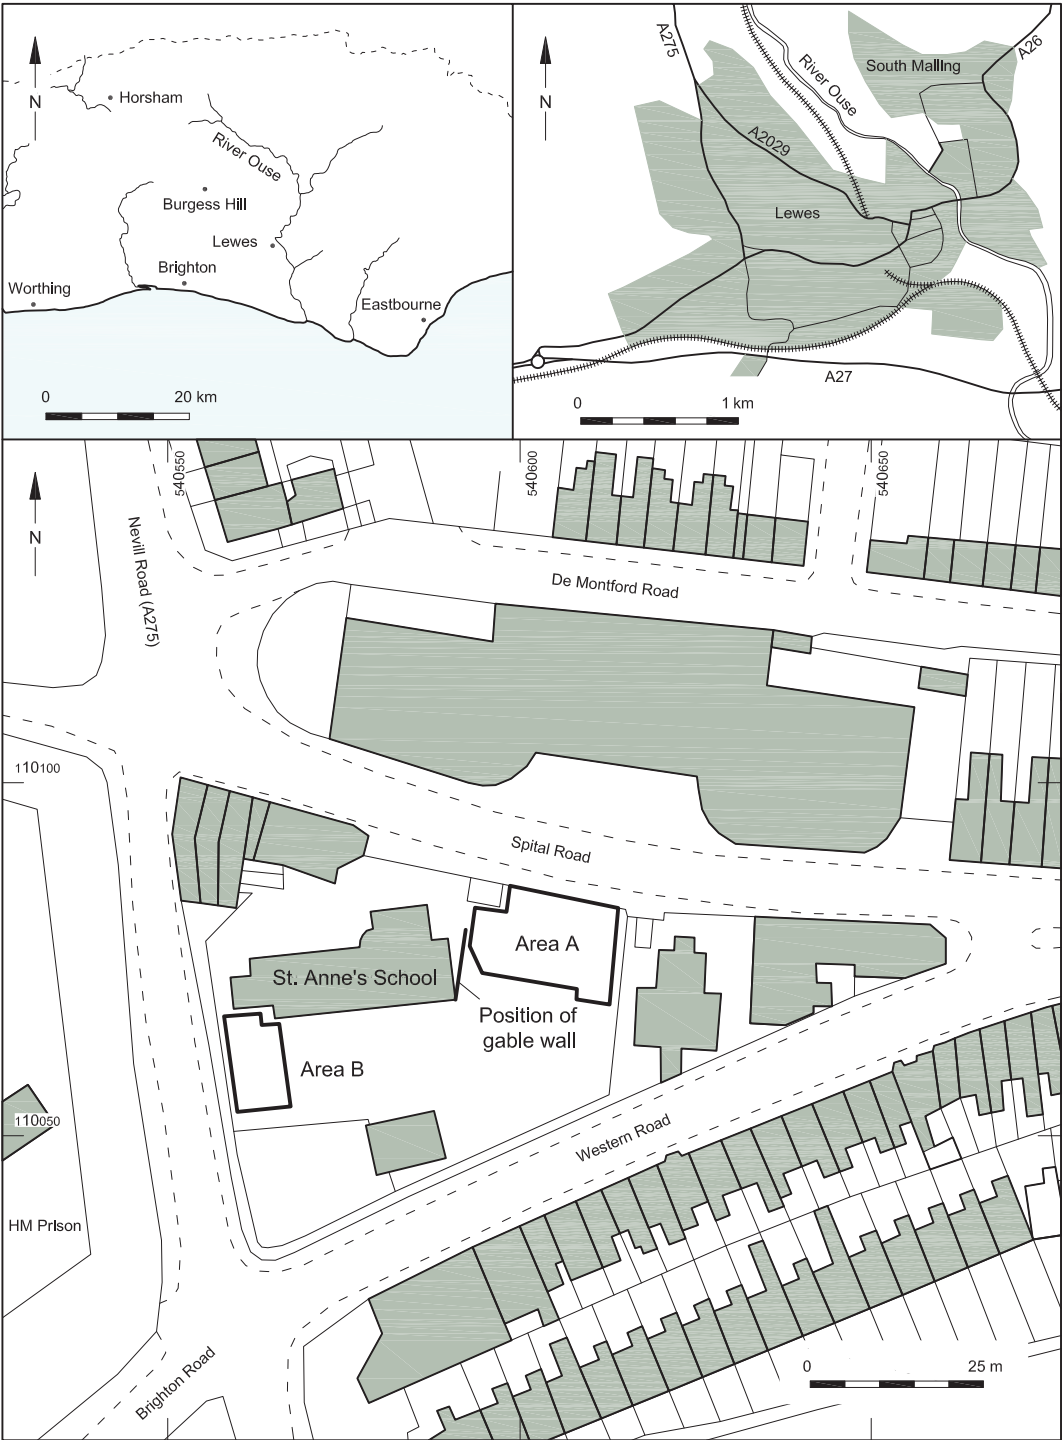 N
Horsham
River Ouse
Burgess Hill
Lewes
Brighton
Worthing
Eastbourne
0 20 km
N
A275
River Ouse
South Malling
A26
A2029
Lewes
A27
0 1 km
540550
540600
540650
N
Nevill Road (A275)
De Montford Road
110100
Spital Road
Area A
St. Anne's School
Position of
gable wall
Area B
110050
Western Road
HM Prison
Brighton Road
0 25 m